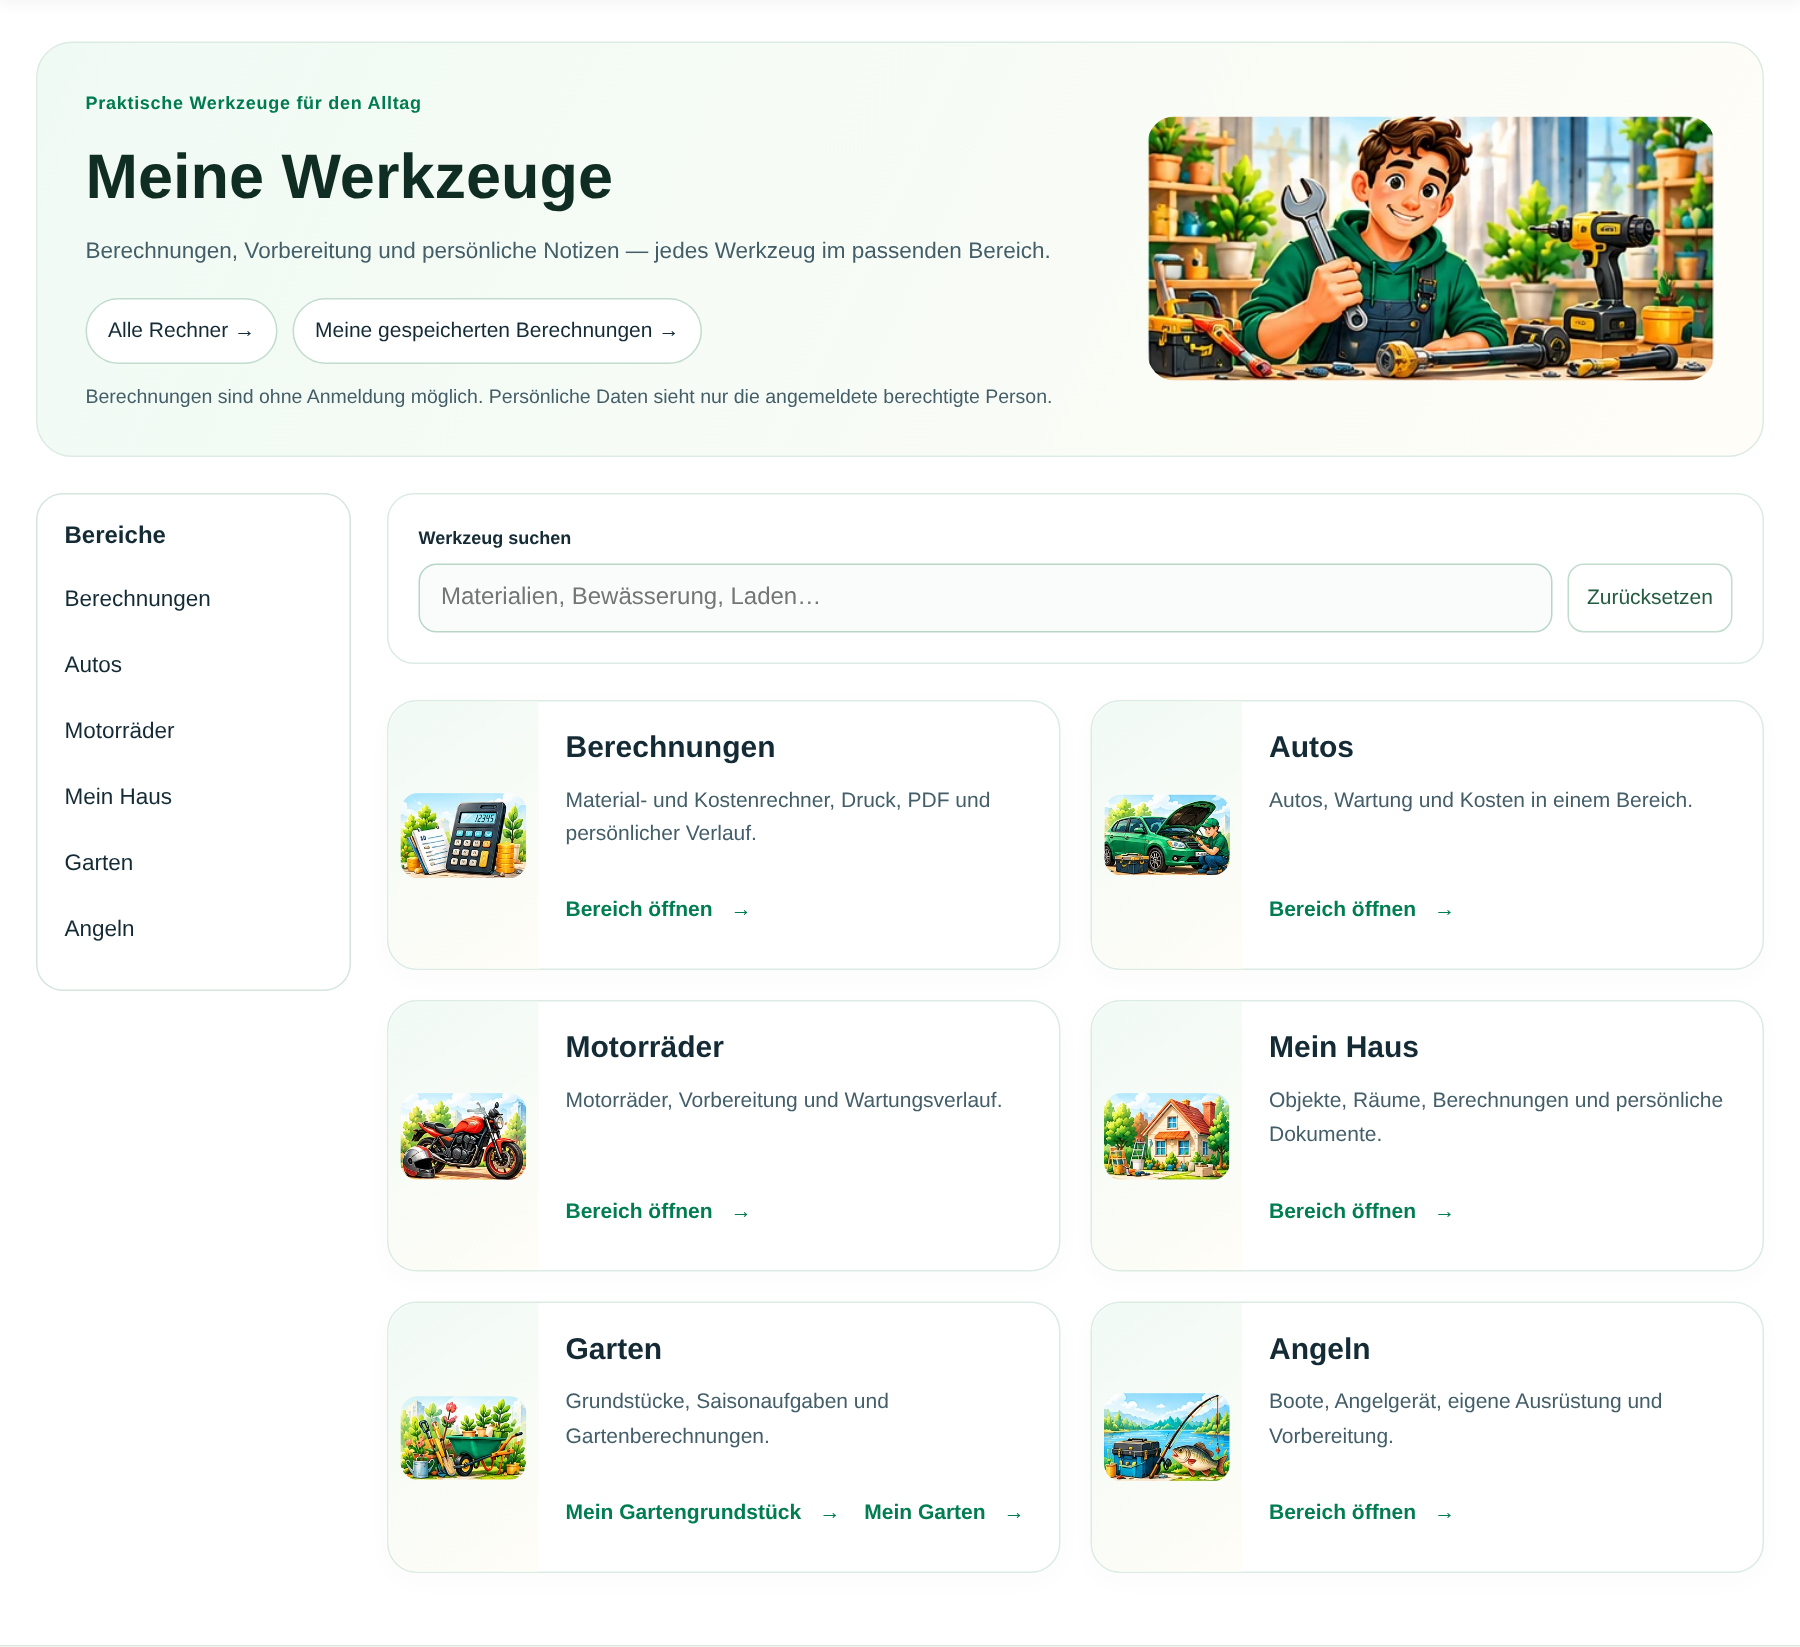 Praktische Werkzeuge für den Alltag
Meine Werkzeuge
Berechnungen, Vorbereitung und persönliche Notizen — jedes Werkzeug im passenden Bereich.
Alle Rechner →
Meine gespeicherten Berechnungen →
Berechnungen sind ohne Anmeldung möglich. Persönliche Daten sieht nur die angemeldete berechtigte Person.
Bereiche
Berechnungen
Autos
Motorräder
Mein Haus
Garten
Angeln
Werkzeug suchen
Materialien, Bewässerung, Laden…
Zurücksetzen
Berechnungen
Material- und Kostenrechner, Druck, PDF und
persönlicher Verlauf.
Bereich öffnen →
12345
Autos
Autos, Wartung und Kosten in einem Bereich.
Bereich öffnen →
Motorräder
Motorräder, Vorbereitung und Wartungsverlauf.
Bereich öffnen →
Mein Haus
Objekte, Räume, Berechnungen und persönliche
Dokumente.
Bereich öffnen →
Garten
Grundstücke, Saisonaufgaben und
Gartenberechnungen.
Mein Gartengrundstück → Mein Garten →
Angeln
Boote, Angelgerät, eigene Ausrüstung und
Vorbereitung.
Bereich öffnen →